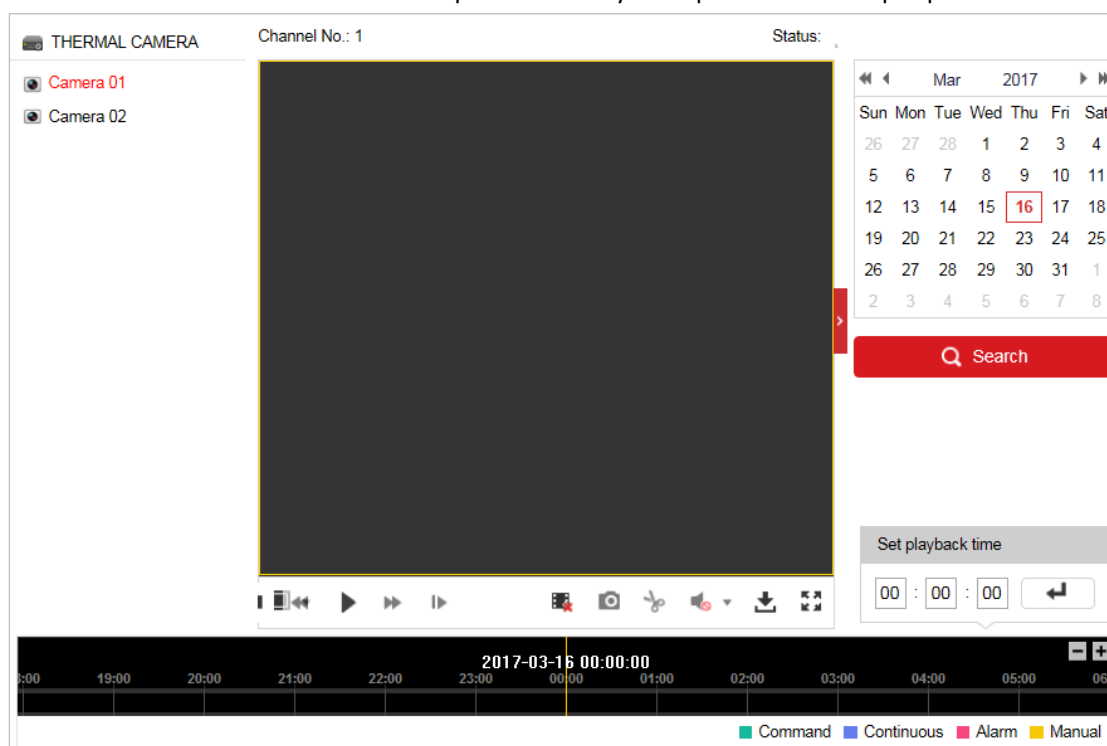 THERMAL CAMERA
Channel No.: 1
Status:
Camera 01
Camera 02
Mar 2017
Sun Mon Tue Wed Thu Fri Sat
26 27 28 1 2 3 4
5 6 7 8 9 10 11
12 13 14 15 16 17 18
19 20 21 22 23 24 25
26 27 28 29 30 31 1
2 3 4 5 6 7 8
Search
Set playback time
00 : 00 : 00
2017-03-16 00:00:00
19:00 20:00 21:00 22:00 23:00 00:00 01:00 02:00 03:00 04:00 05:00 06
Command Continuous Alarm Manual